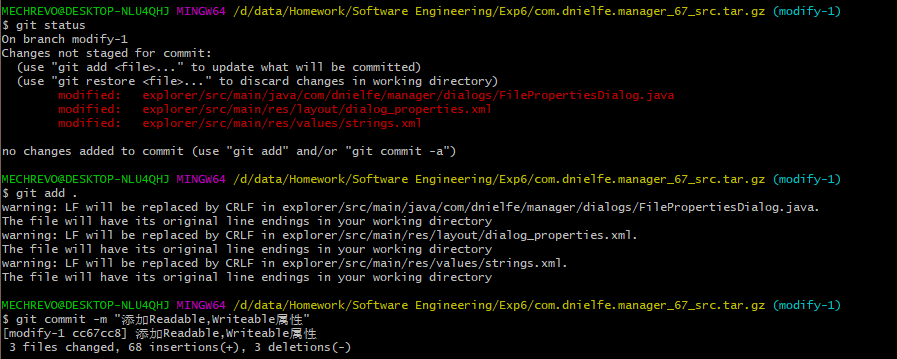 MECHREVO@DESKTOP-NLU4QHJ MINGW64 /d/data/Homework/Software Engineering/Exp6/com.dnielfe.manager_67_src.tar.gz (modify-1)
$ git status
On branch modify-1
Changes not staged for commit:
  (use "git add <file>..." to update what will be committed)
  (use "git restore <file>..." to discard changes in working directory)
        modified:   explorer/src/main/java/com/dnielfe/manager/dialogs/FilePropertiesDialog.java
        modified:   explorer/src/main/res/layout/dialog_properties.xml
        modified:   explorer/src/main/res/values/strings.xml
no changes added to commit (use "git add" and/or "git commit -a")
MECHREVO@DESKTOP-NLU4QHJ MINGW64 /d/data/Homework/Software Engineering/Exp6/com.dnielfe.manager_67_src.tar.gz (modify-1)
$ git add .
warning: LF will be replaced by CRLF in explorer/src/main/java/com/dnielfe/manager/dialogs/FilePropertiesDialog.java.
The file will have its original line endings in your working directory
warning: LF will be replaced by CRLF in explorer/src/main/res/layout/dialog_properties.xml.
The file will have its original line endings in your working directory
warning: LF will be replaced by CRLF in explorer/src/main/res/values/strings.xml.
The file will have its original line endings in your working directory
MECHREVO@DESKTOP-NLU4QHJ MINGW64 /d/data/Homework/Software Engineering/Exp6/com.dnielfe.manager_67_src.tar.gz (modify-1)
$ git commit -m "添加Readable,Writeable属性"
[modify-1 cc67cc8] 添加Readable,Writeable属性
 3 files changed, 68 insertions(+), 3 deletions(-)